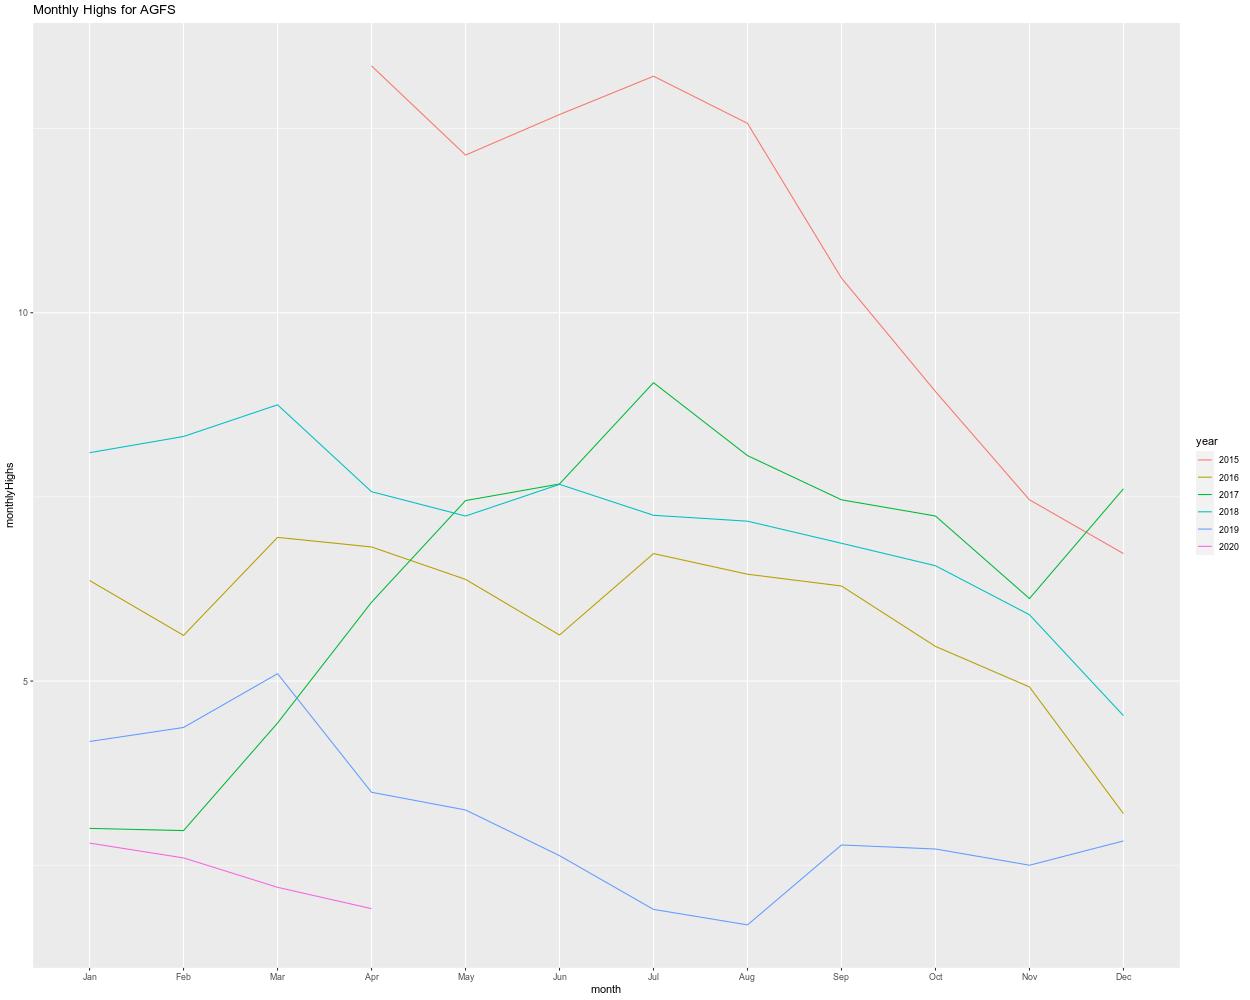 Monthly Highs for AGFS
monthlyHighs
10
5
Jan Feb Mar Apr May Jun Jul Aug Sep Oct Nov Dec
month
year
2015
2016
2017
2018
2019
2020